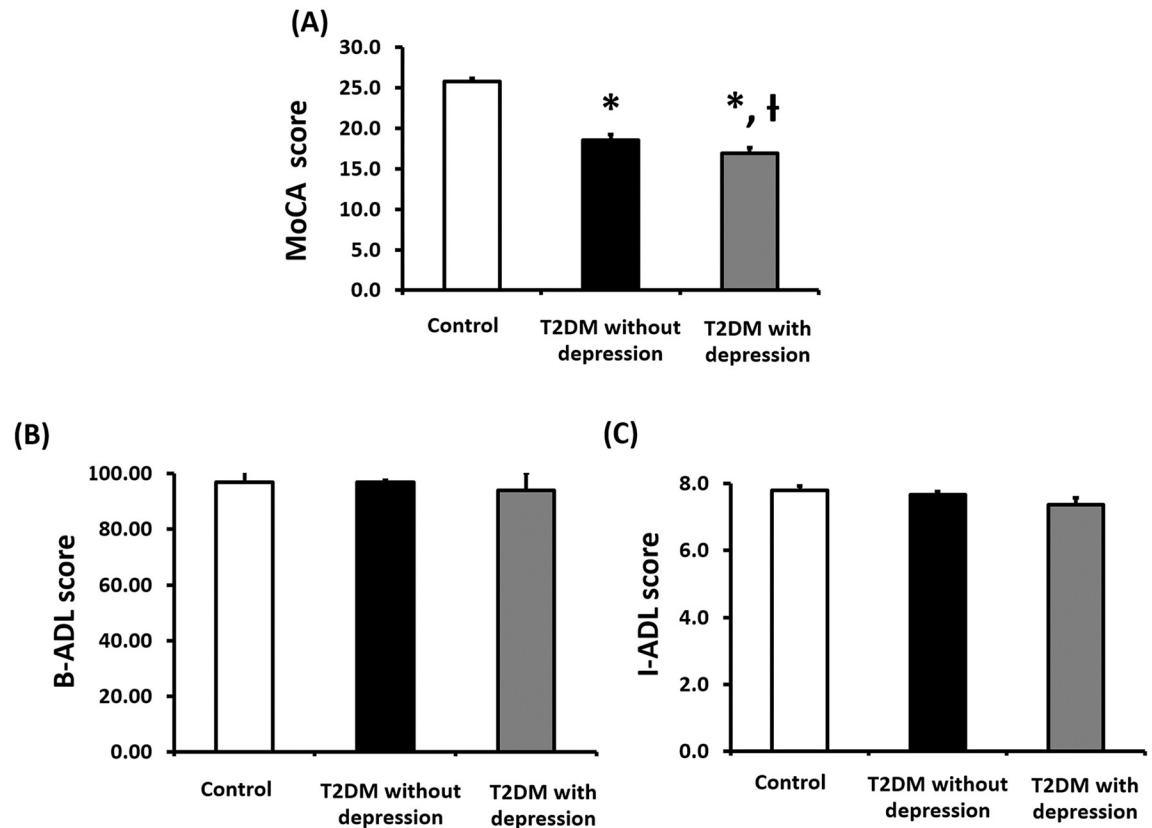 (A)
30.0
25.0
20.0
15.0
10.0
5.0
0.0
MoCA score
*
*, ƚ
Control
T2DM without
depression
T2DM with
depression
(B)
100.00
80.00
60.00
40.00
20.00
0.00
B-ADL score
Control
T2DM without
depression
T2DM with
depression
(C)
8.0
6.0
4.0
2.0
0.0
I-ADL score
Control
T2DM without
depression
T2DM with
depression